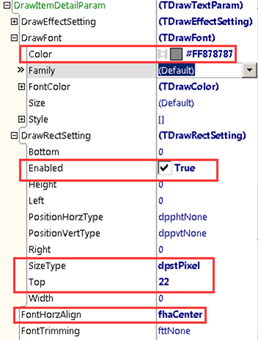 DrawItemDetailParam (TDrawTextParam)
DrawEffectSetting (TDrawEffectSetting)
DrawFont (TDrawFont)
Color #FF878787
Family (Default)
FontColor (TDrawColor)
Size (Default)
Style []
DrawRectSetting (TDrawRectSetting)
Bottom 0
Enabled True
Height 0
Left 0
PositionHorzType dpphtNone
PositionVertType dppvtNone
Right 0
SizeType dpstPixel
Top 22
Width 0
FontHorzAlign fhaCenter
FontTrimming fttNone